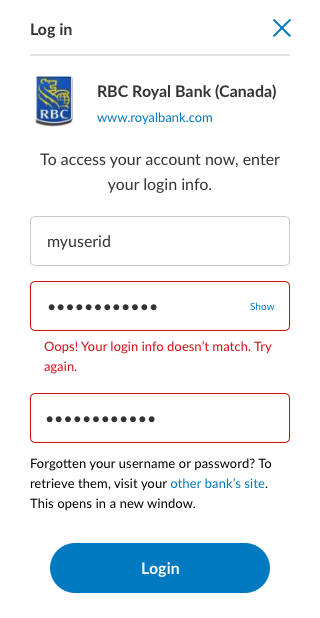 Log in
RBC
RBC Royal Bank (Canada)
www.royalbank.com
To access your account now, enter
your login info.
myuserid
••••••••••••
Show
Oops! Your login info doesn’t match. Try
again.
••••••••••••
Forgotten your username or password? To
retrieve them, visit your other bank’s site.
This opens in a new window.
Login